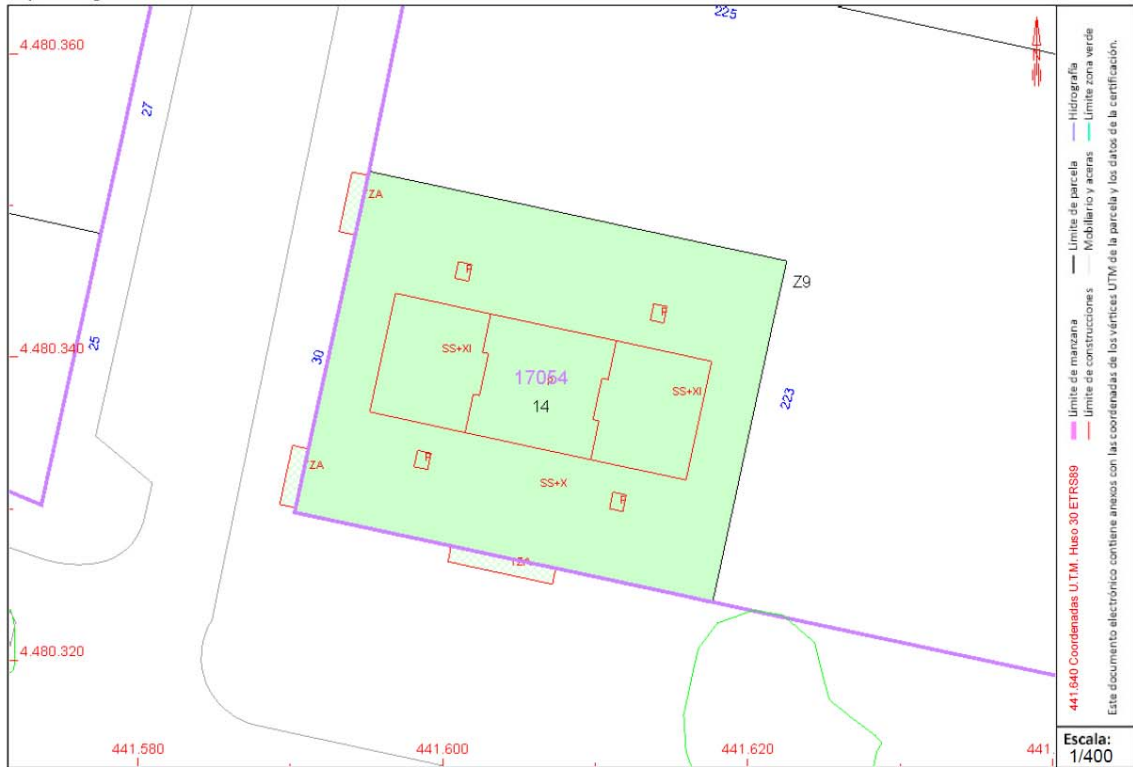 225
4.480.360
27
ZA
Z9
P
P
4.480.340
25
30
SS+XI
17054
P
14
SS+XI
223
P
ZA
SS+X
P
ZA
4.480.320
441.580
441.600
441.620
441.
N
Límite de manzana
Límite de parcela
Hidrografía
Límite de construcciones
Mobiliario y aceras
Límite zona verde
441.640 Coordenadas U.T.M. Huso 30 ETRS89
Este documento electrónico contiene anexos con las coordenadas de los vértices UTM de la parcela y los datos de la certificación.
Escala:
1/400